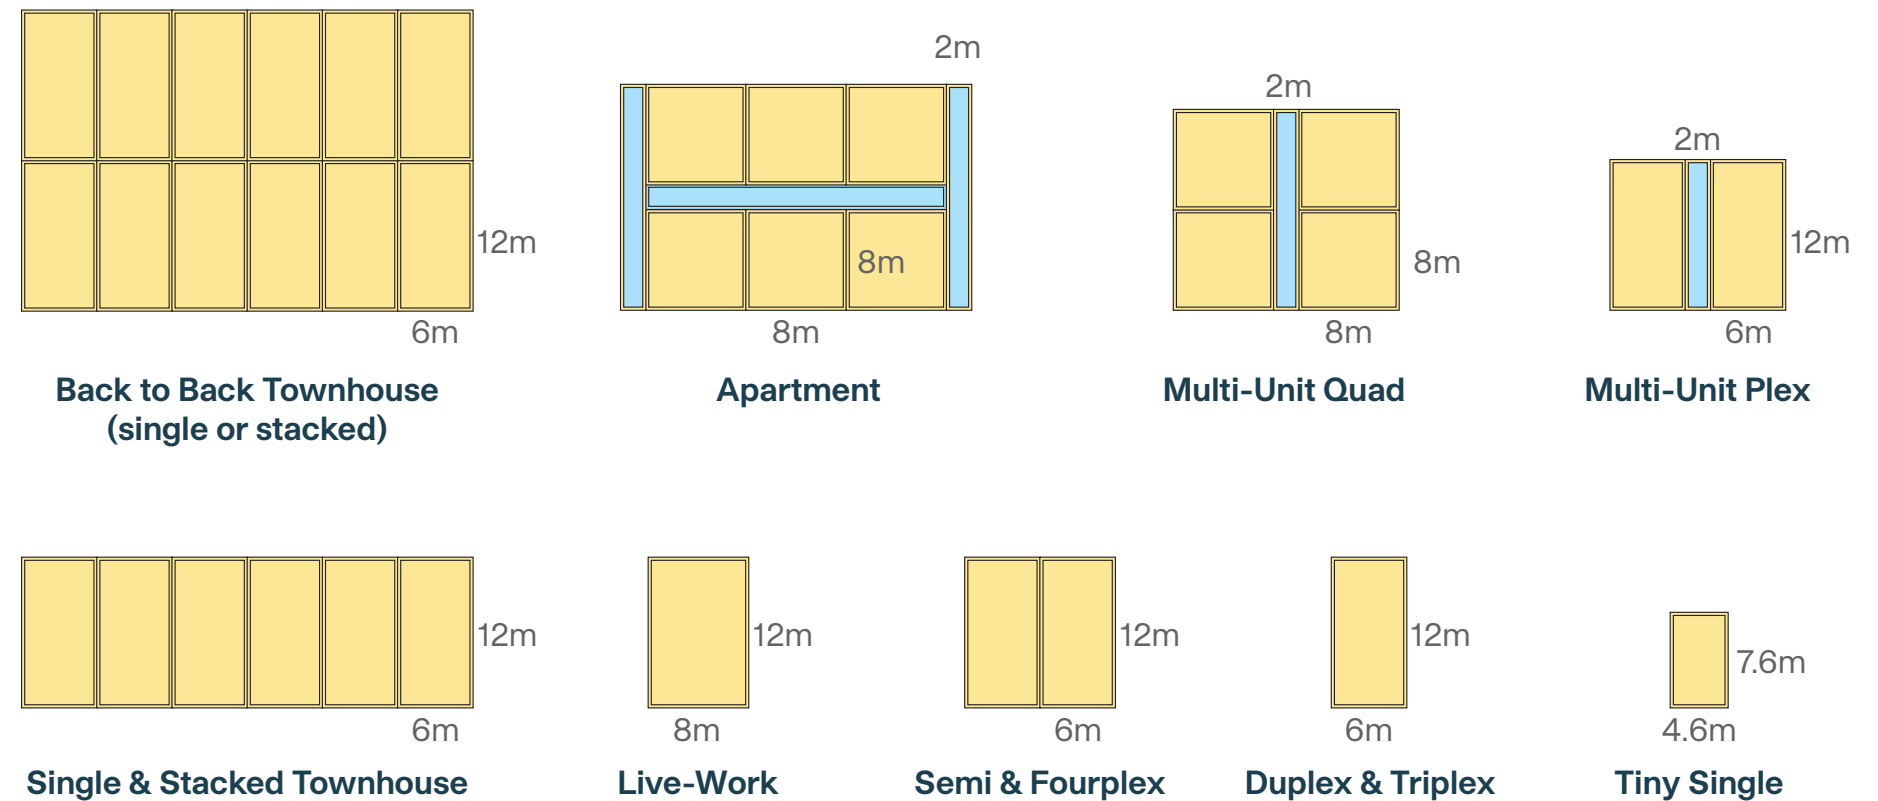 2m
2m
2m
12m
8m
8m
12m
6m
8m
8m
6m
Back to Back Townhouse
(single or stacked)
Apartment
Multi-Unit Quad
Multi-Unit Plex
12m
12m
12m
12m
7.6m
6m
8m
6m
6m
4.6m
Single & Stacked Townhouse
Live-Work
Semi & Fourplex
Duplex & Triplex
Tiny Single